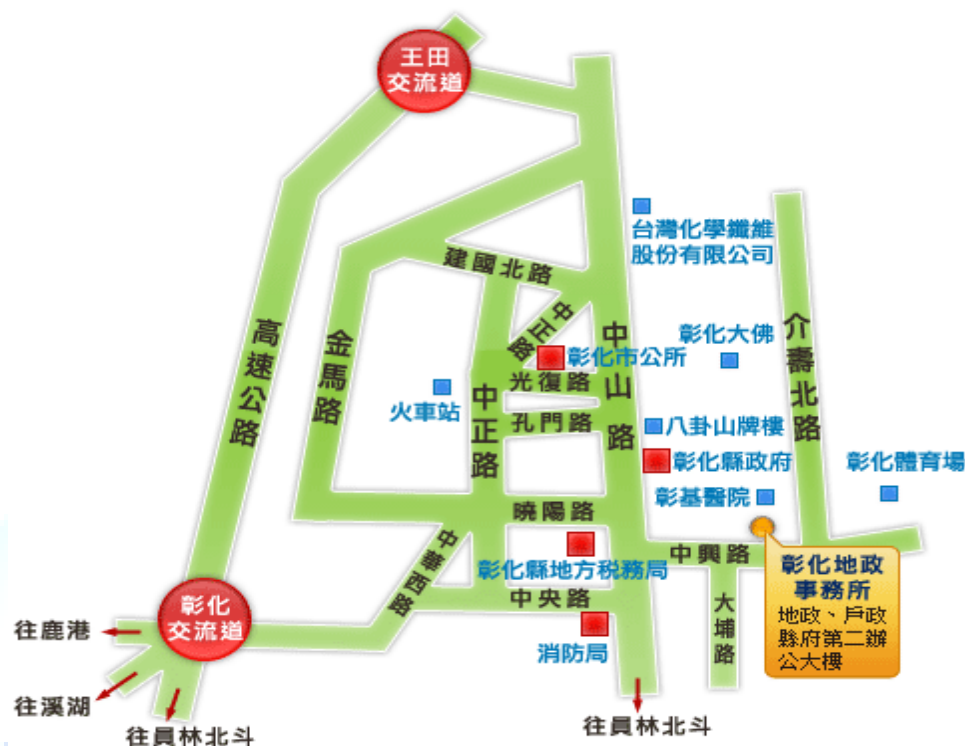 王田
交流道
台灣化學纖維
股份有限公司
建國北路
中正路
高速公路
金馬路
中山路
介壽北路
彰化大佛
彰化市公所
光復路
火車站
中正路
孔門路
八卦山牌樓
彰化縣政府
彰化體育場
彰基醫院
曉陽路
中華西路
彰化縣地方稅務局
中興路
彰化地政
事務所
地政、戶政
縣府第二辦
公大樓
中央路
大埔路
彰化
交流道
往鹿港
消防局
往溪湖
往員林北斗
往員林北斗